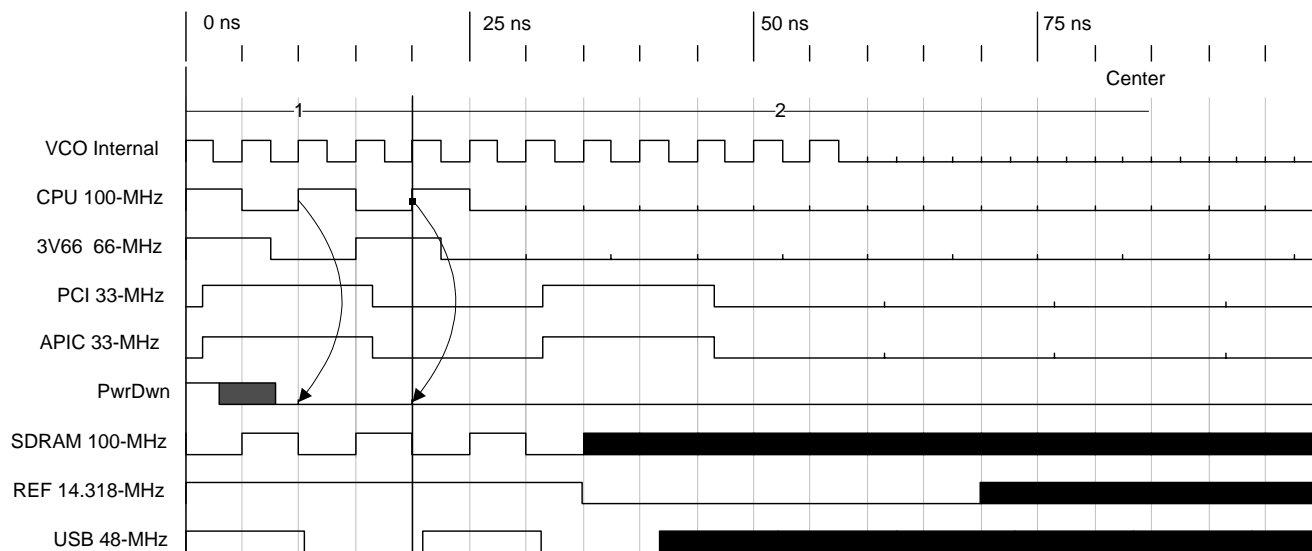 0 ns 25 ns 50 ns 75 ns
Center
1 2
VCO Internal
CPU 100-MHz
3V66 66-MHz
PCI 33-MHz
APIC 33-MHz
PwrDwn
SDRAM 100-MHz
REF 14.318-MHz
USB 48-MHz